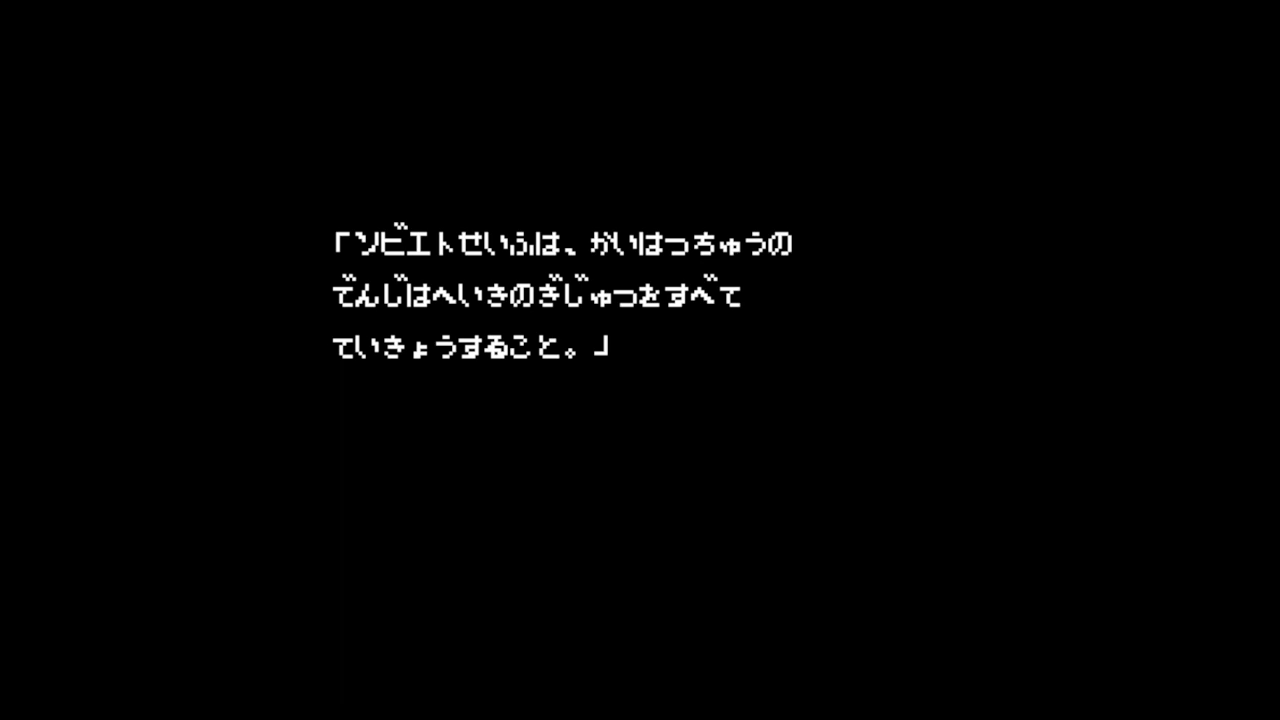 「ソビエトせいふは、かいはつちゅうの
でんじはへいきのぎじゅつをすべて
ていきょうすること。」